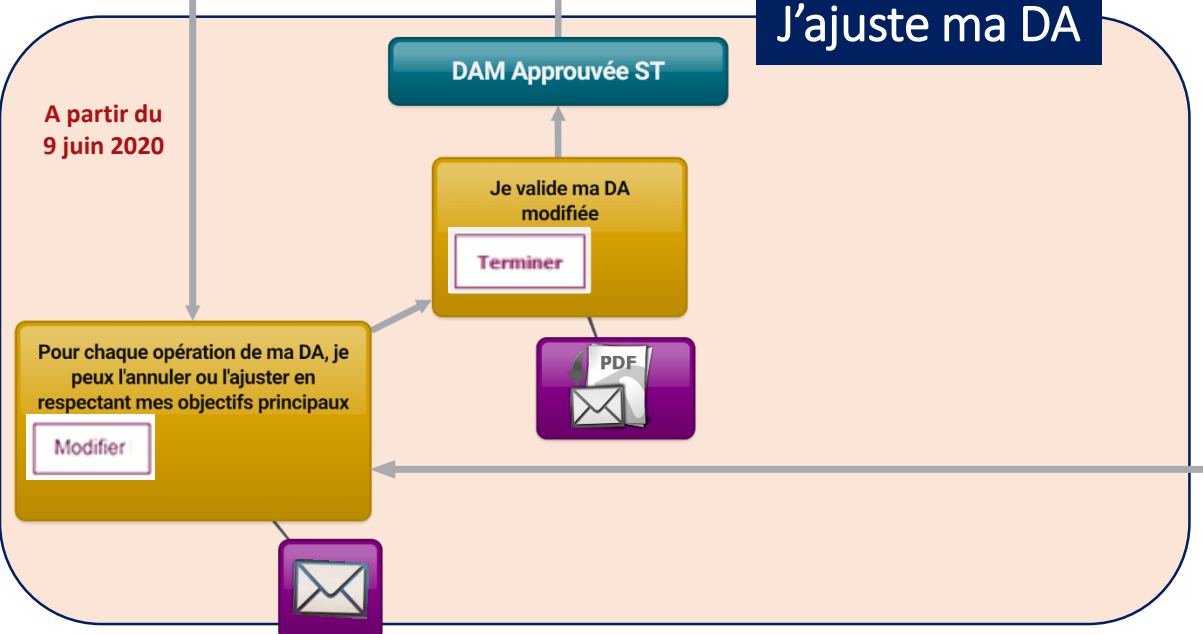 J'ajuste ma DA
DAM Approuvée ST
A partir du
9 juin 2020
Je valide ma DA
modifiée
Terminer
Pour chaque opération de ma DA, je
peux l'annuler ou l'ajuster en
respectant mes objectifs principaux
Modifier
PDF